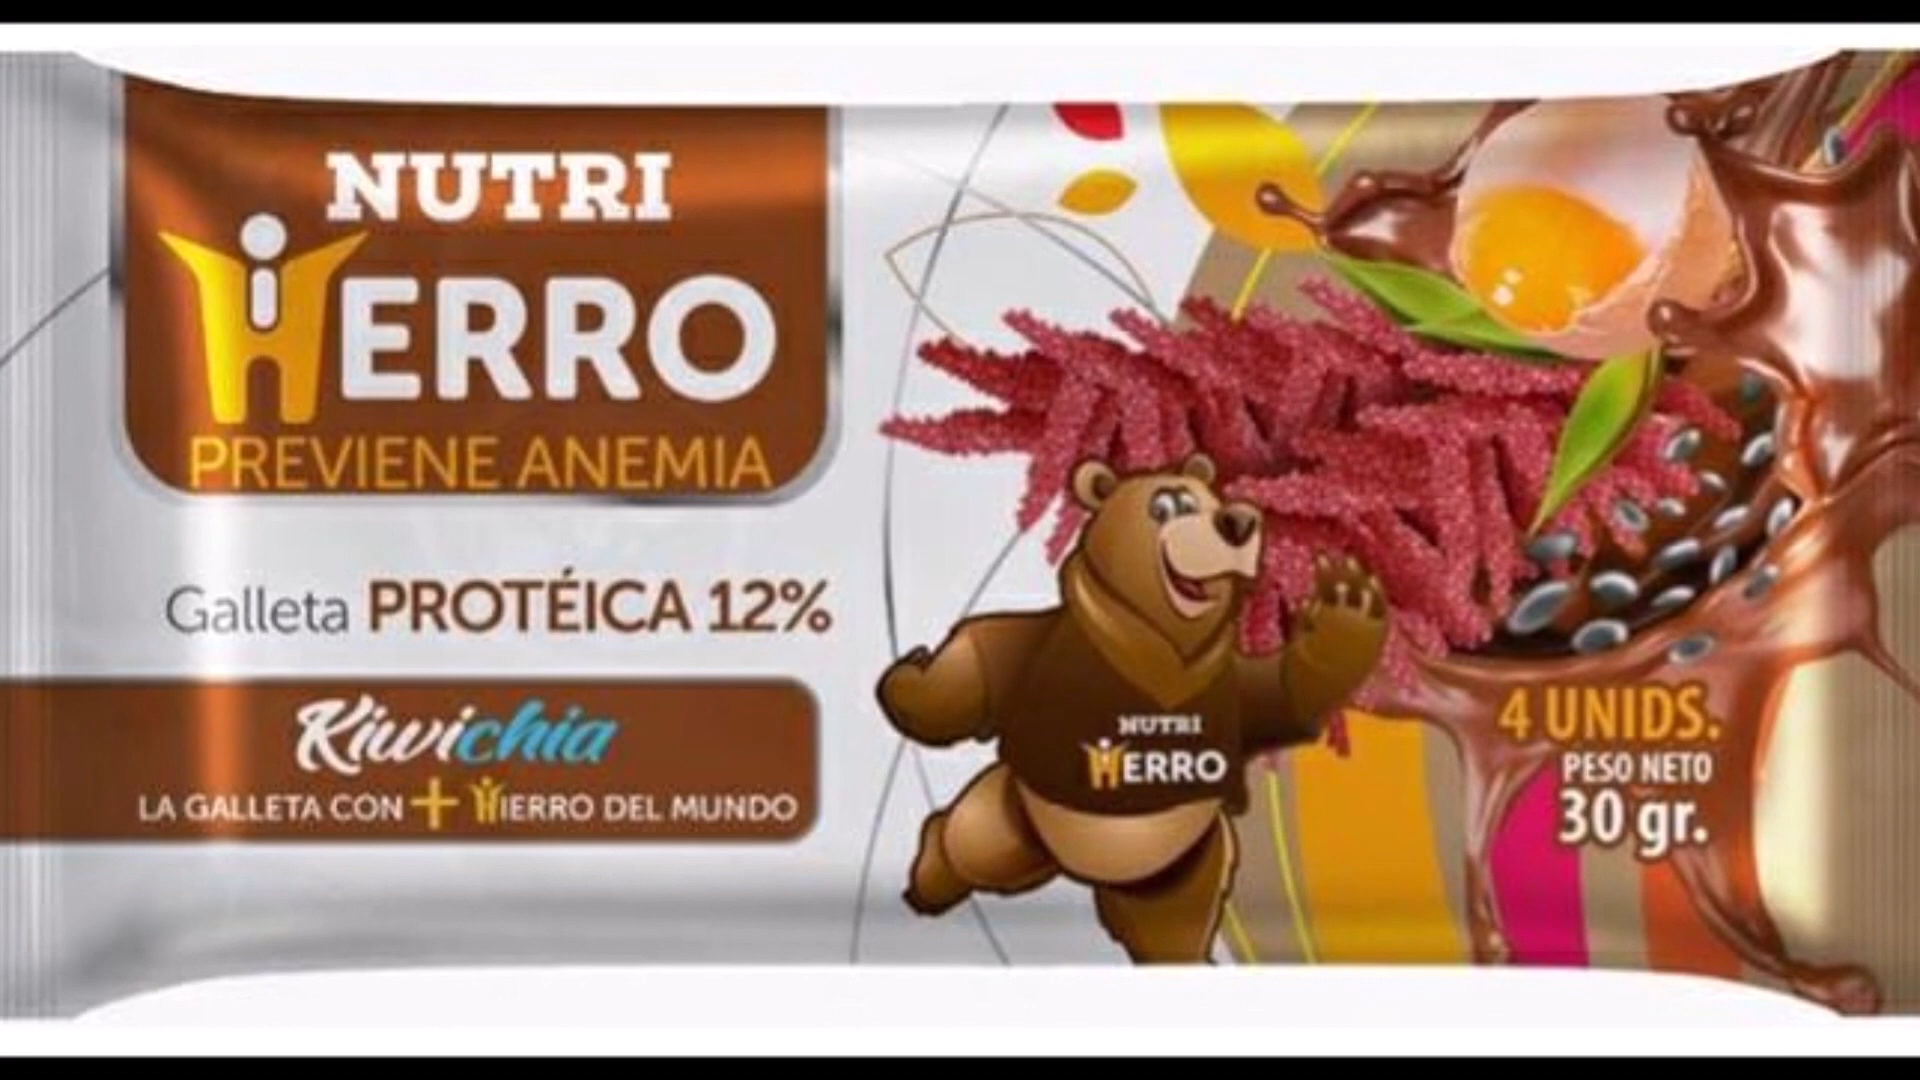 NUTRI
HiERRO
PREVIENE ANEMIA
Galleta PROTÉICA 12%
Kiwichia
LA GALLETA CON + HiERRO DEL MUNDO
NUTRI
HiERRO
4 UNIDS.
PESO NETO
30 gr.